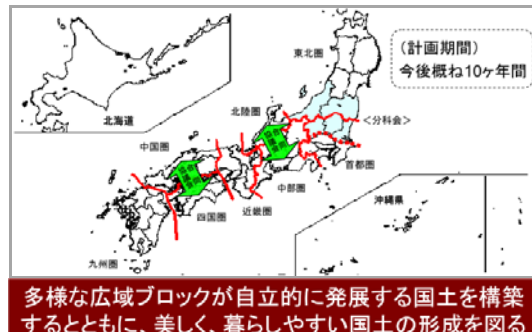 東北圏
(計画期間)
今後概ね10ヶ年間
北海道
北陸圏
<分科会>
中国圏
首都圏
中部圏
近畿圏
四国圏
沖縄県
九州圏
多様な広域ブロックが自立的に発展する国土を構築
するとともに、美しく、暮らしやすい国土の形成を図る